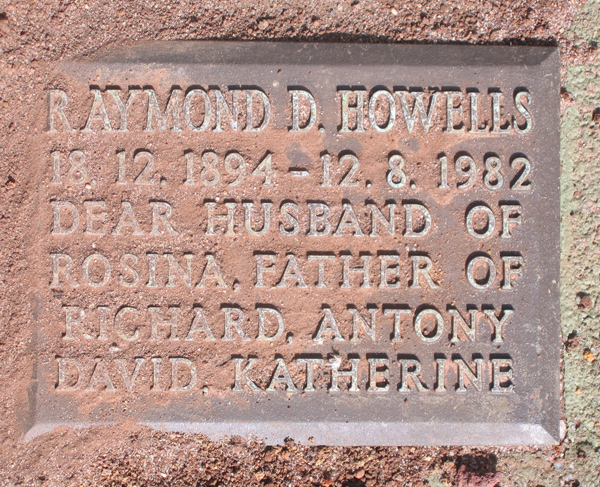 RAYMOND D. HOWELLS
18. 12. 1894 - 12. 8. 1982
DEAR HUSBAND OF
ROSINA. FATHER OF
RICHARD. ANTONY
DAVID. KATHERINE